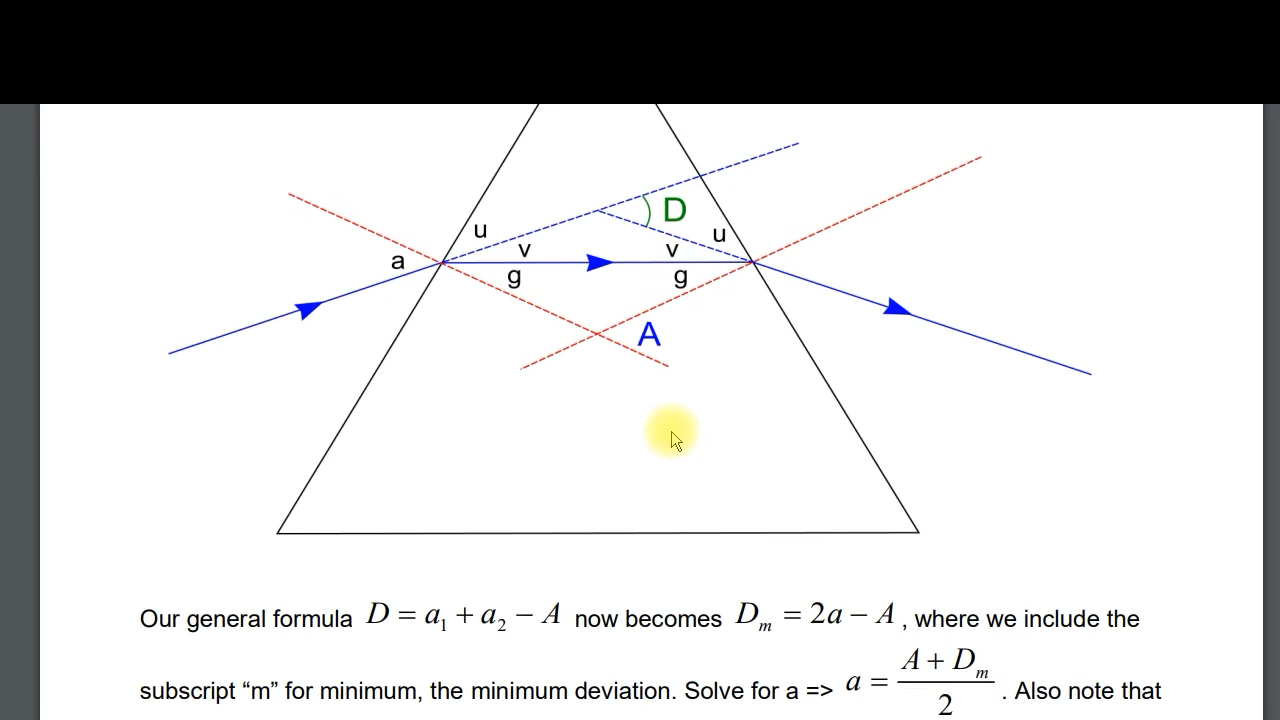 D
u u
v v
a
g g
A
Our general formula D = a₁ + a₂ − A now becomes Dₘ = 2a − A , where we include the
subscript “m” for minimum, the minimum deviation. Solve for a => a = (A + Dₘ)/2 . Also note that